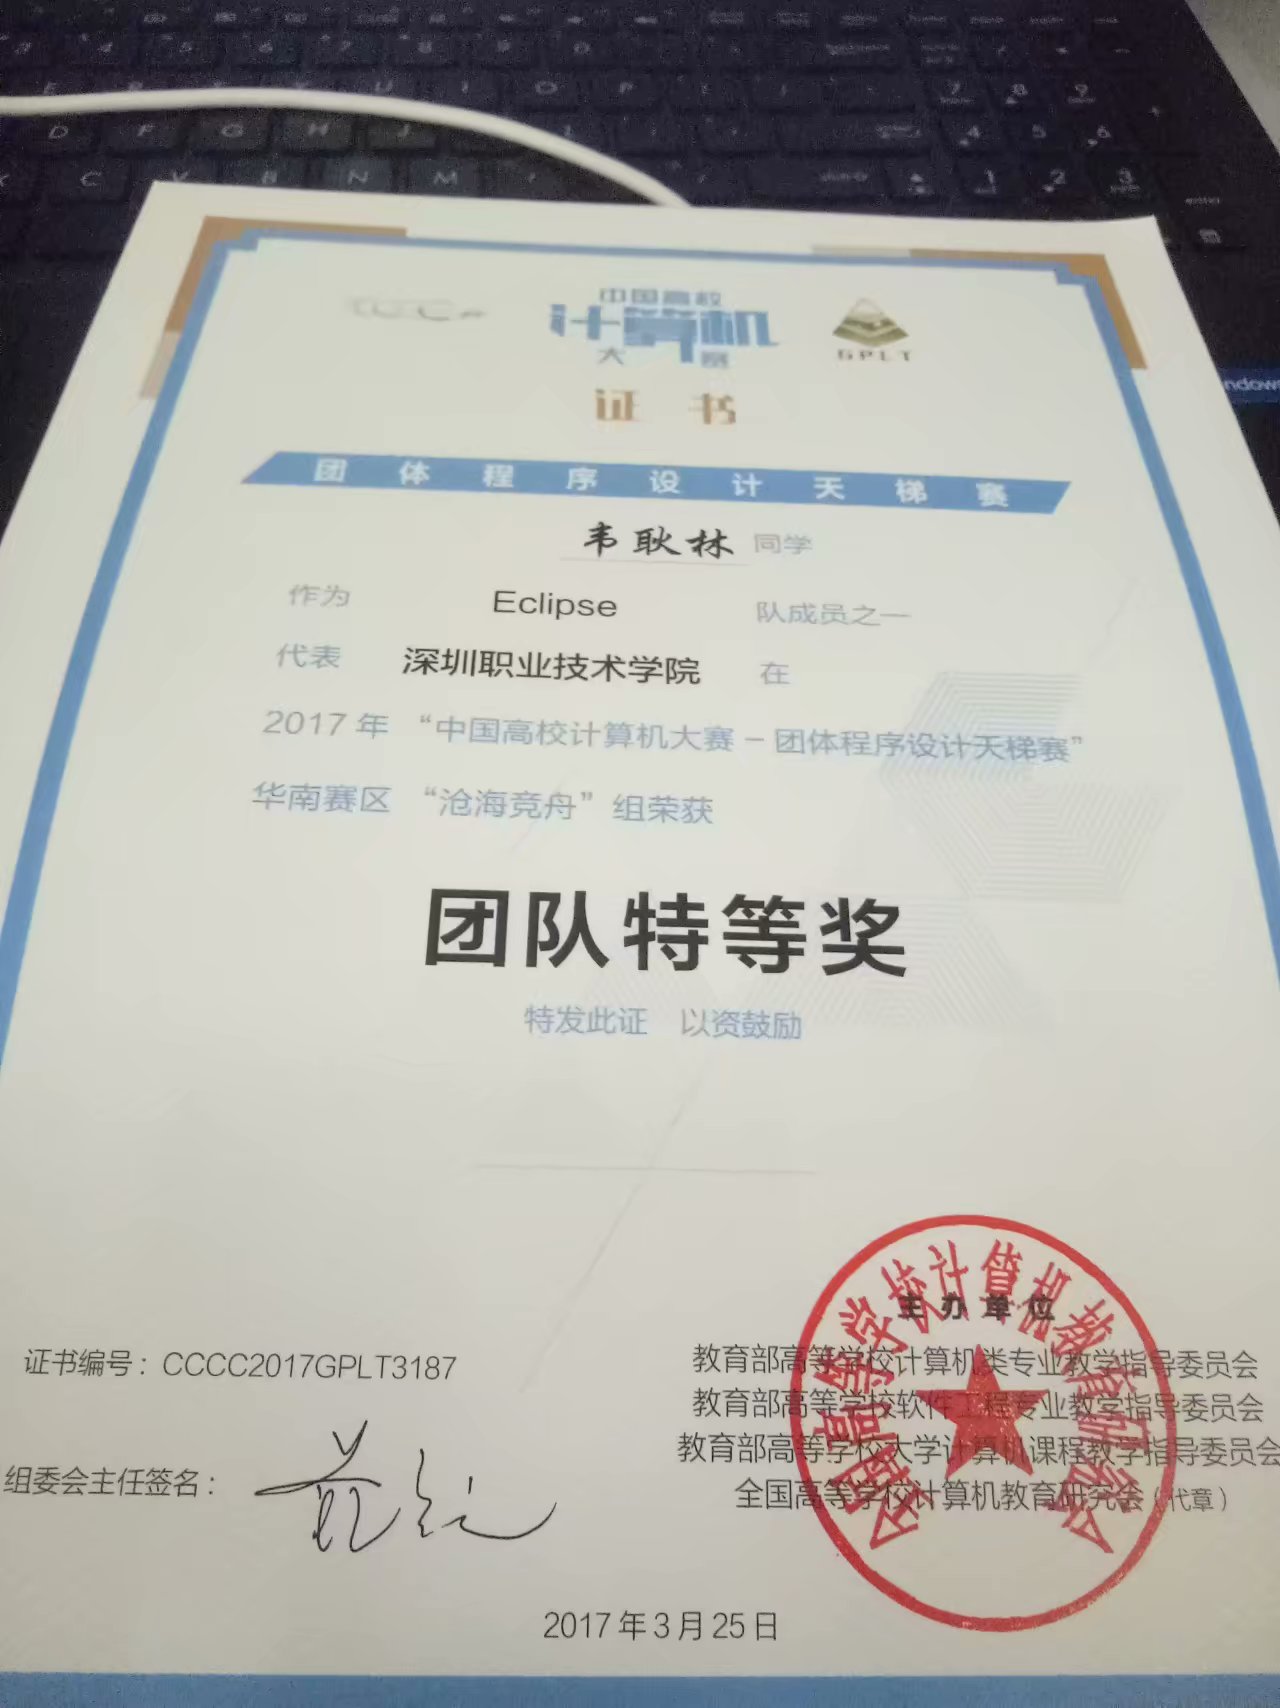 中国高校
计算机
大赛
GPLT
证书
团体程序设计天梯赛
韦耿林 同学
作为 Eclipse 队成员之一
代表 深圳职业技术学院 在
2017年“中国高校计算机大赛-团体程序设计天梯赛”
华南赛区“沧海竞舟”组荣获
团队特等奖
特发此证 以资鼓励
主办单位
证书编号：CCCC2017GPLT3187
教育部高等学校计算机类专业教学指导委员会
教育部高等学校软件工程专业教学指导委员会
教育部高等学校大学计算机课程教学指导委员会
全国高等学校计算机教育研究会（代章）
组委会主任签名：
全国高等学校计算机教育研究会
2017年3月25日